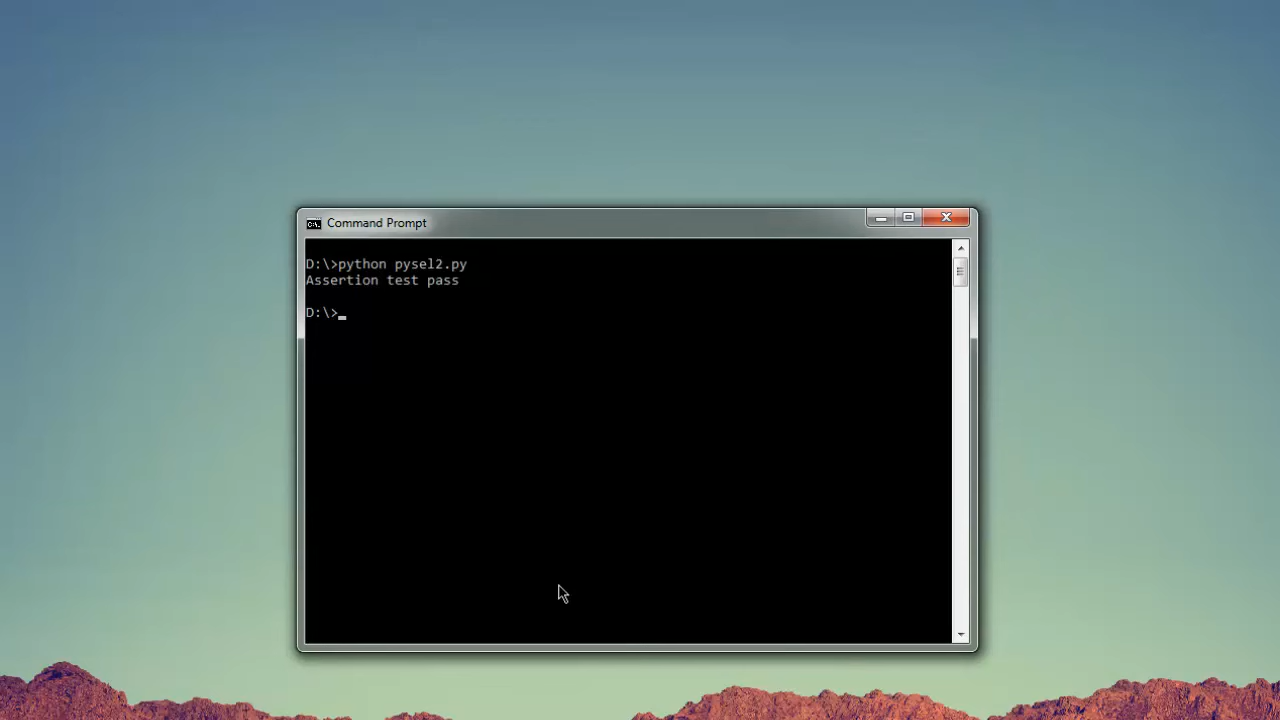 Command Prompt
D:\>python pysel2.py
Assertion test pass
D:\>_